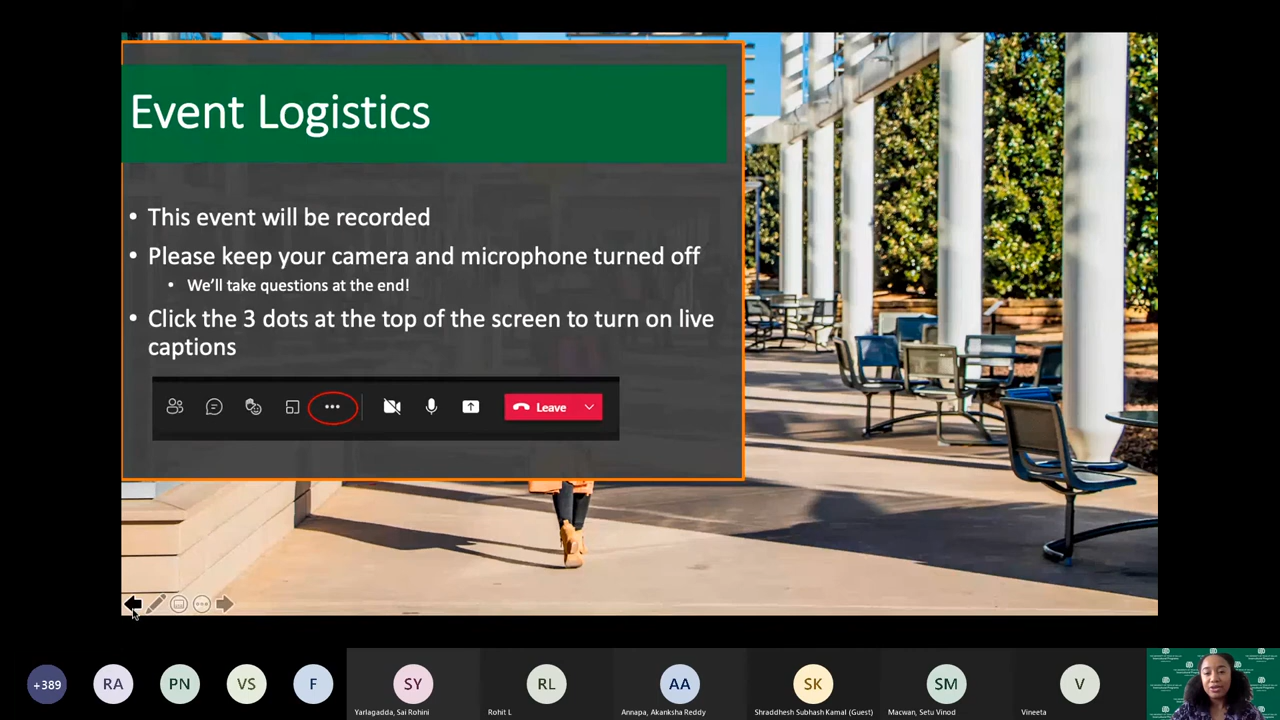 Event Logistics
• This event will be recorded
• Please keep your camera and microphone turned off
• We'll take questions at the end!
• Click the 3 dots at the top of the screen to turn on live
captions
Leave
+389
RA
PN
VS
F
SY
RL
AA
SK
SM
V
Yarlagadda, Sai Rohini
Rohit L
Annapa, Akanksha Reddy
Shraddhesh Subhash Kamal (Guest)
Macwan, Setu Vinod
Vineeta